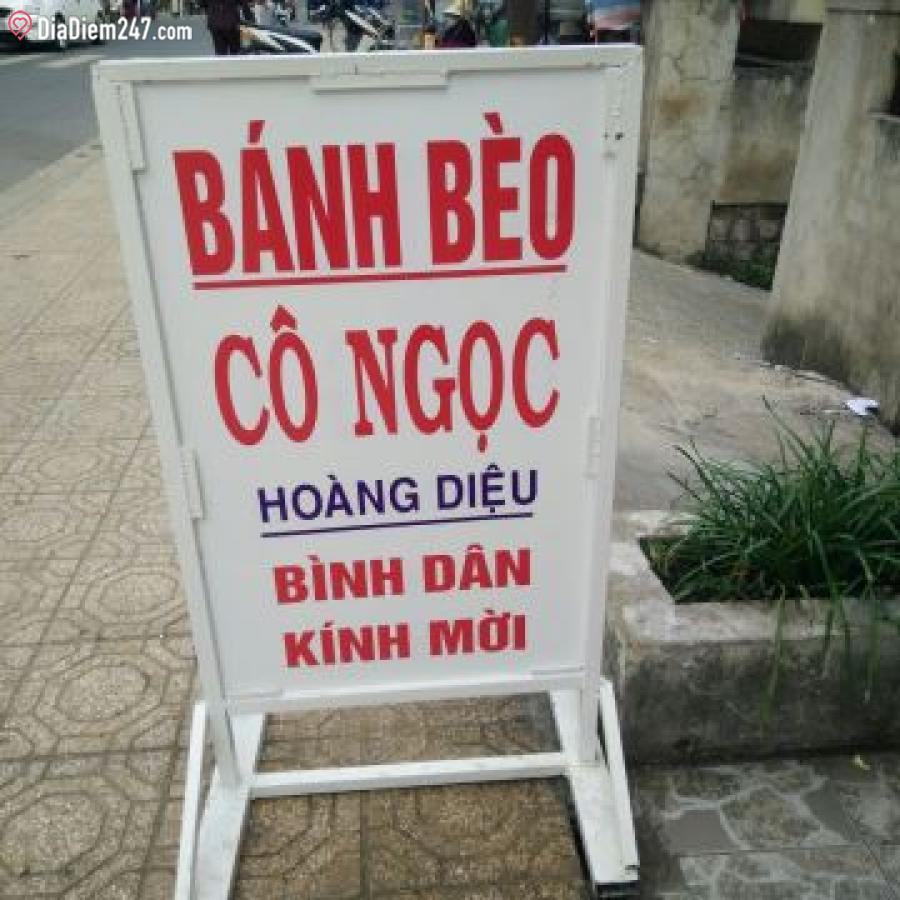 DiaDiem247.com
BÁNH BÈO
CÔ NGỌC
HOÀNG DIỆU
BÌNH DÂN
KÍNH MỜI